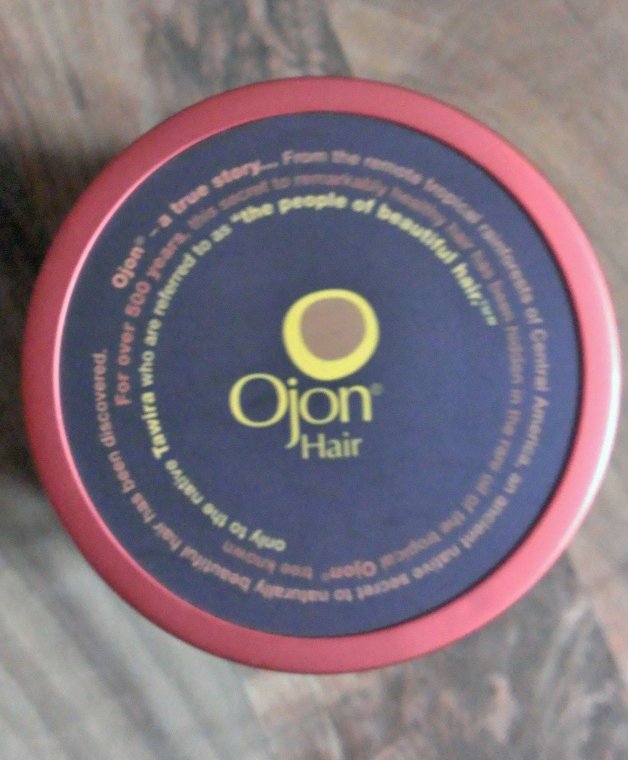 Ojon® - a true story... From the remote tropical rainforests of Central America, an ancient native secret to naturally beautiful hair has been discovered.
For over 500 years, this secret to remarkably healthy hair has been hidden in the rare oil of the tropical Ojon® tree known
only to the native Tawira who are referred to as "the people of beautiful hair."
Ojon®
Hair